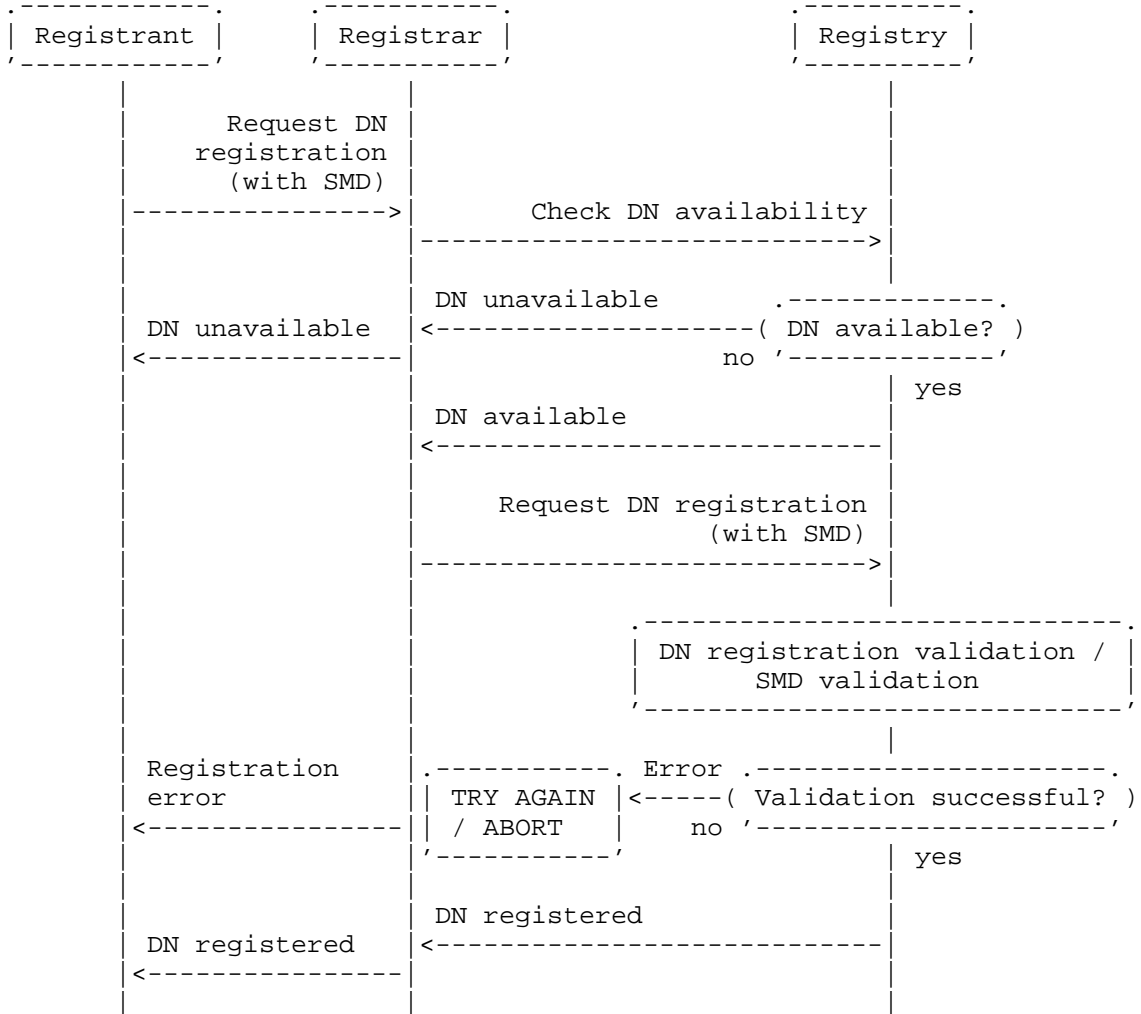 Registrant Registrar Registry
Request DN
registration
(with SMD)
Check DN availability
DN unavailable
DN unavailable
DN available?
no
yes
DN available
Request DN registration
(with SMD)
DN registration validation /
SMD validation
Registration
error
TRY AGAIN
/ ABORT
Error
no
Validation successful?
yes
DN registered
DN registered